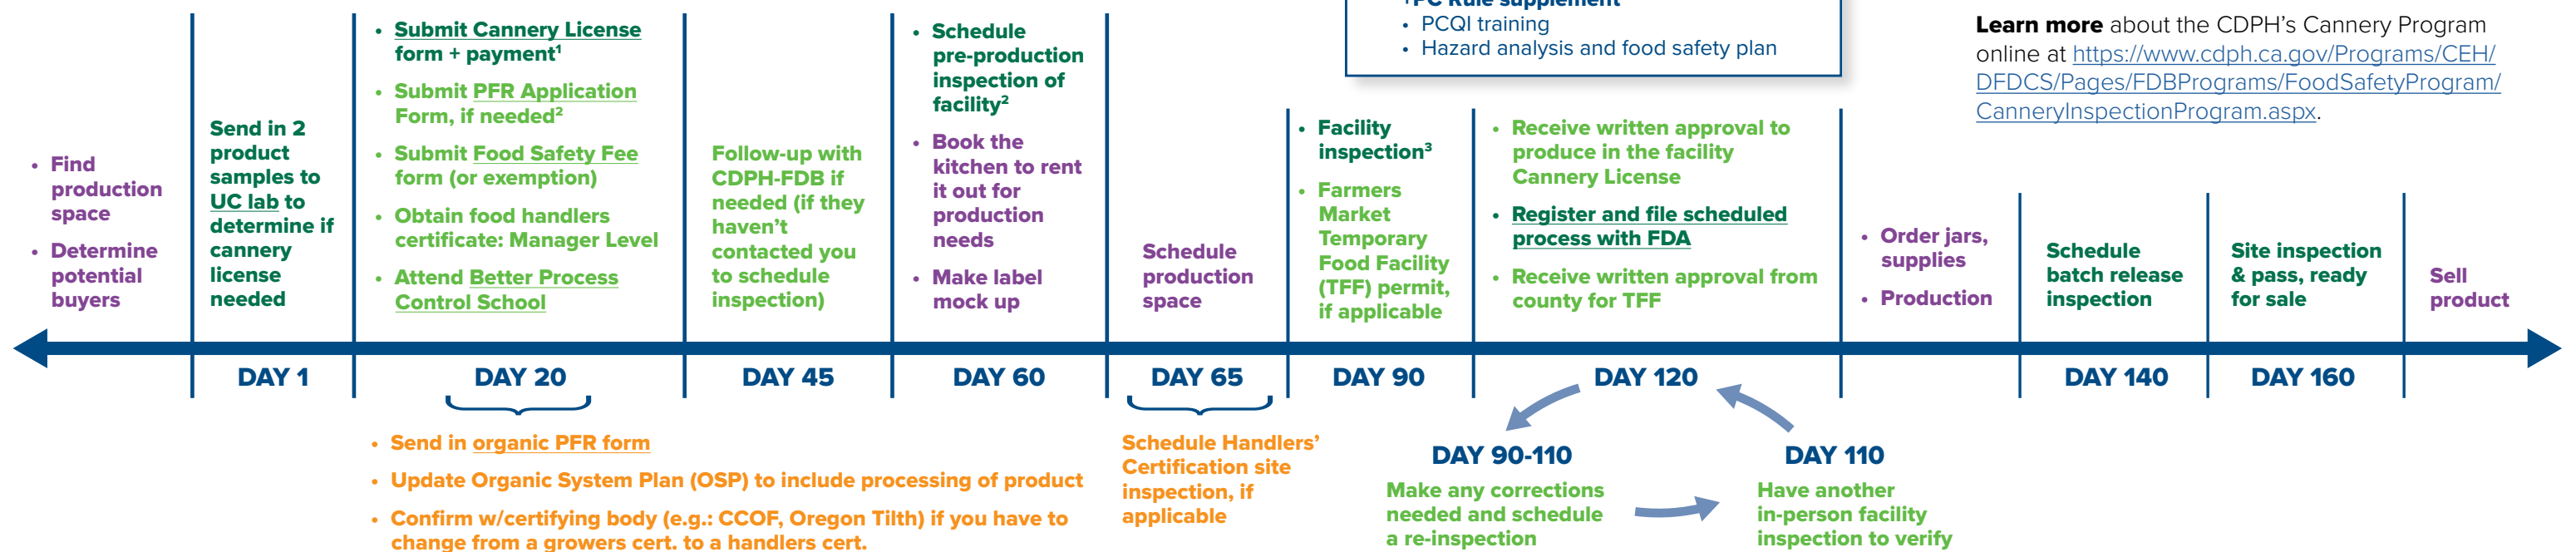 +PC Rule supplement
• PCQI training
• Hazard analysis and food safety plan
Learn more about the CDPH's Cannery Program
online at https://www.cdph.ca.gov/Programs/CEH/
DFDCS/Pages/FDBPrograms/FoodSafetyProgram/
CanneryInspectionProgram.aspx.
• Find
production
space
• Determine
potential
buyers
Send in 2
product
samples to
UC lab to
determine if
cannery
license
needed
• Submit Cannery License
form + payment¹
• Submit PFR Application
Form, if needed²
• Submit Food Safety Fee
form (or exemption)
• Obtain food handlers
certificate: Manager Level
• Attend Better Process
Control School
Follow-up with
CDPH-FDB if
needed (if they
haven't
contacted you
to schedule
inspection)
• Schedule
pre-production
inspection of
facility²
• Book the
kitchen to rent
it out for
production
needs
• Make label
mock up
Schedule
production
space
• Facility
inspection³
• Farmers
Market
Temporary
Food Facility
(TFF) permit,
if applicable
• Receive written approval to
produce in the facility
Cannery License
• Register and file scheduled
process with FDA
• Receive written approval from
county for TFF
• Order jars,
supplies
• Production
Schedule
batch release
inspection
Site inspection
& pass, ready
for sale
Sell
product
DAY 1
DAY 20
DAY 45
DAY 60
DAY 65
DAY 90
DAY 120
DAY 140
DAY 160
• Send in organic PFR form
• Update Organic System Plan (OSP) to include processing of product
• Confirm w/certifying body (e.g.: CCOF, Oregon Tilth) if you have to
change from a growers cert. to a handlers cert.
Schedule Handlers'
Certification site
inspection, if
applicable
DAY 90-110
Make any corrections
needed and schedule
a re-inspection
DAY 110
Have another
in-person facility
inspection to verify